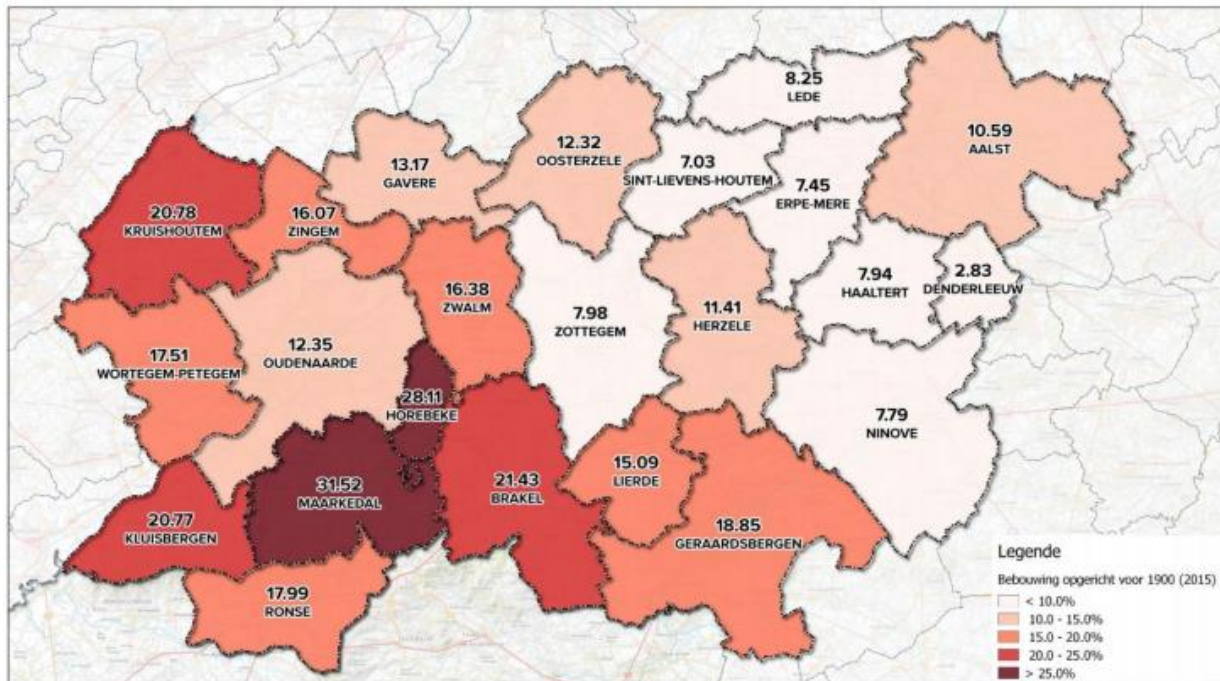 8.25
LEDE
10.59
AALST
12.32
OOSTERZELE
13.17
GAVERE
7.03
SINT-LIEVENS-HOUTEM
7.45
ERPE-MERE
20.78
KRUISHOUTEM
16.07
ZINGEM
16.38
ZWALM
7.98
ZOTTEGEM
11.41
HERZELE
7.94
HAALTERT
2.83
DENDERLEEUW
17.51
WORTEGEM-PETEGEM
12.35
OUDENAARDE
28.11
HOREBEKE
7.79
NINOVE
31.52
MAARKEDAL
21.43
BRAKEL
15.09
LIERDE
20.77
KLUISBERGEN
18.85
GERAARDSBERGEN
17.99
RONSE
Legende
Bebouwing opgericht voor 1900 (2015)
< 10.0%
10.0 - 15.0%
15.0 - 20.0%
20.0 - 25.0%
> 25.0%